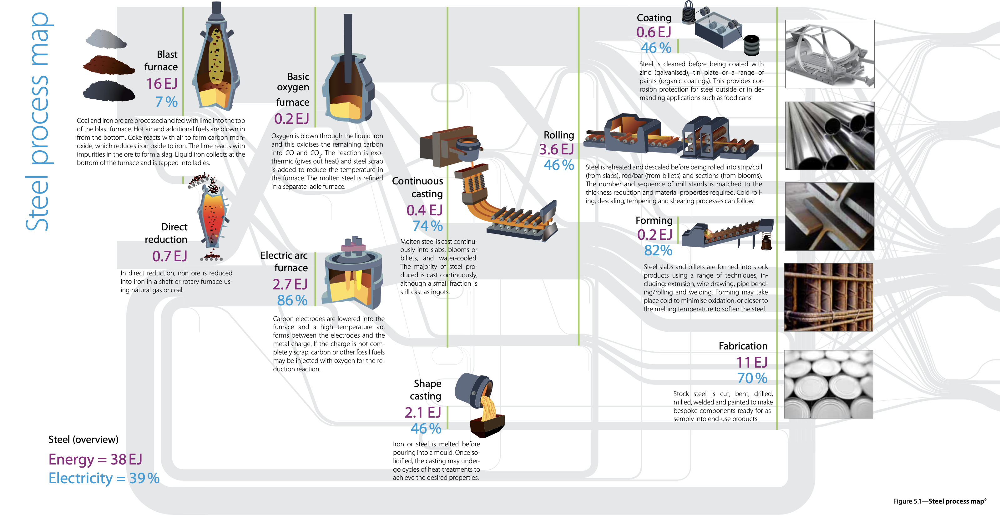 Steel process map
Blast
furnace
16 EJ
7 %
Coal and iron ore are processed and fed with lime into the top
of the blast furnace. Hot air and additional fuels are blown in
from the bottom. Coke reacts with air to form carbon mon-
oxide, which reduces iron oxide to iron. The lime reacts with
impurities in the ore to form a slag. Liquid iron collects at the
bottom of the furnace and is tapped into ladles.
Direct
reduction
0.7 EJ
In direct reduction, iron ore is reduced
into iron in a shaft or rotary furnace us-
ing natural gas or coal.
Basic
oxygen
furnace
0.2 EJ
Oxygen is blown through the liquid iron
and this oxidises the remaining carbon
into CO and CO₂. The reaction is exo-
thermic (gives out heat) and steel scrap
is added to reduce the temperature in
the furnace. The molten steel is refined
in a separate ladle furnace.
Electric arc
furnace
2.7 EJ
86 %
Carbon electrodes are lowered into the
furnace and a high temperature arc
forms between the electrodes and the
metal charge. If the charge is not com-
pletely scrap, carbon or other fossil fuels
may be injected with oxygen for the re-
duction reaction.
Continuous
casting
0.4 EJ
74 %
Molten steel is cast continu-
ously into slabs, blooms or
billets, and water-cooled.
The majority of steel pro-
duced is cast continuously,
although a small fraction is
still cast as ingots.
Shape
casting
2.1 EJ
46 %
Iron or steel is melted before
pouring into a mould. Once so-
lidified, the casting may under-
go cycles of heat treatments to
achieve the desired properties.
Rolling
3.6 EJ
46 %
Steel is reheated and descaled before being rolled into strip/coil
(from slabs), rod/bar (from billets) and sections (from blooms).
The number and sequence of mill stands is matched to the
thickness reduction and material properties required. Cold roll-
ing, descaling, tempering and shearing processes can follow.
Coating
0.6 EJ
46 %
Steel is cleaned before being coated with
zinc (galvanised), tin plate or a range of
paints (organic coatings). This provides cor-
rosion protection for steel outside or in de-
manding applications such as food cans.
Forming
0.2 EJ
82%
Steel slabs and billets are formed into stock
products using a range of techniques, in-
cluding: extrusion, wire drawing, pipe bend-
ing/rolling and welding. Forming may take
place cold to minimise oxidation, or closer to
the melting temperature to soften the steel.
Fabrication
11 EJ
70 %
Stock steel is cut, bent, drilled,
milled, welded and painted to make
bespoke components ready for as-
sembly into end-use products.
Steel (overview)
Energy = 38 EJ
Electricity = 39 %
Figure 5.1—Steel process map⁹